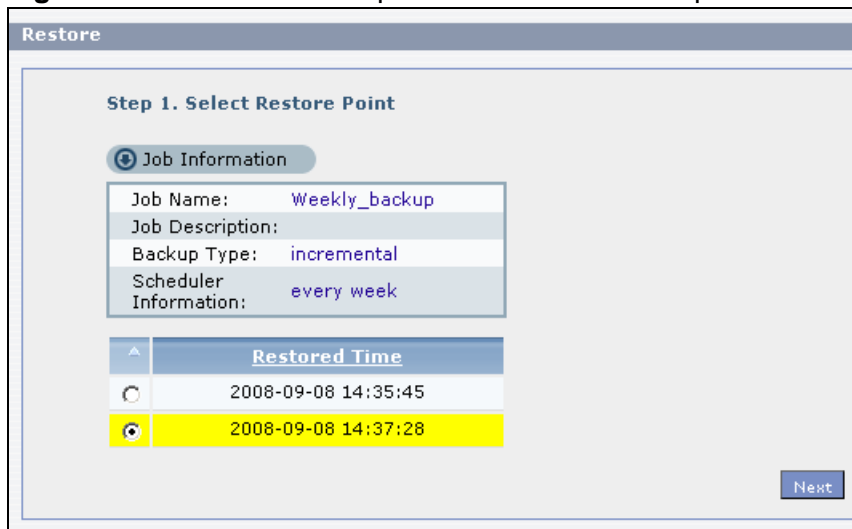 Restore
Step 1. Select Restore Point
Job Information
Job Name: Weekly_backup
Job Description:
Backup Type: incremental
Scheduler Information: every week
Restored Time
2008-09-08 14:35:45
2008-09-08 14:37:28
Next